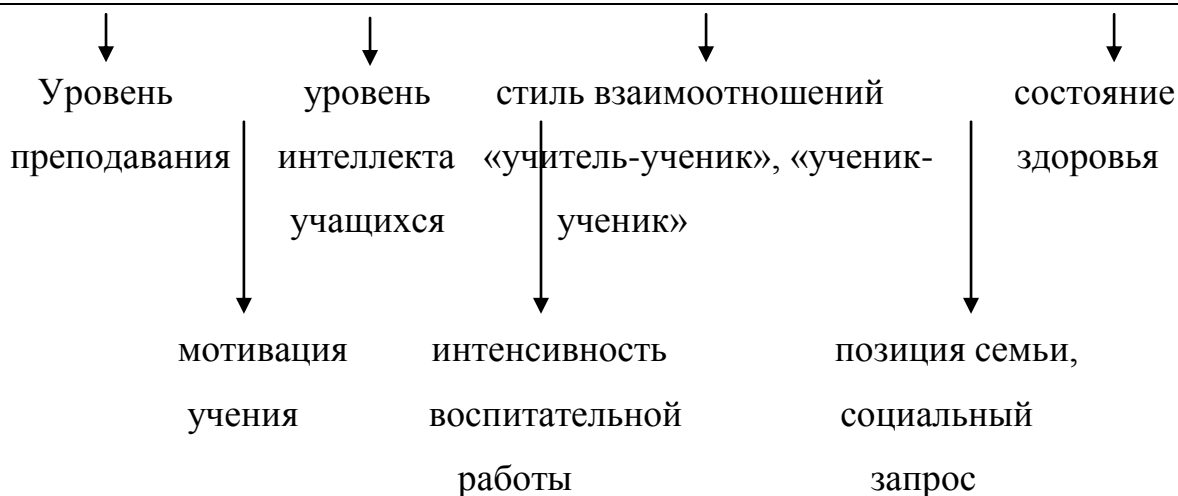 Уровень
преподавания
уровень
интеллекта
учащихся
стиль взаимоотношений
«учитель-ученик», «ученик-
ученик»
состояние
здоровья
мотивация
учения
интенсивность
воспитательной
работы
позиция семьи,
социальный
запрос